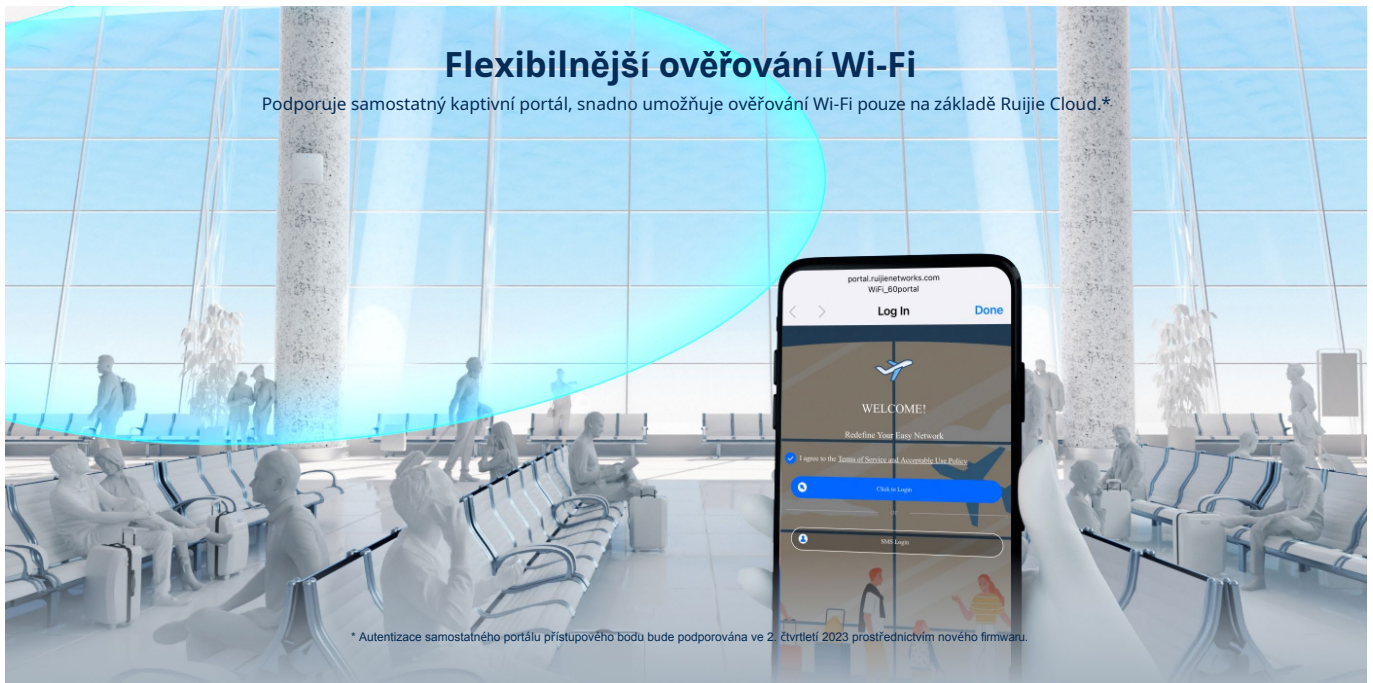 Flexibilnější ověřování Wi-Fi
Podporuje samostatný kaptivní portál, snadno umožňuje ověřování Wi-Fi pouze na základě Ruijie Cloud.*
portal.ruijienetworks.com
WiFi_60portal
Log In
Done
WELCOME!
Redefine Your Easy Network
I agree to the Terms of Service and Acceptable Use Policy
Click to Login
SMS Login
* Autentizace samostatného portálu přístupového bodu bude podporována ve 2. čtvrtletí 2023 prostřednictvím nového firmwaru.